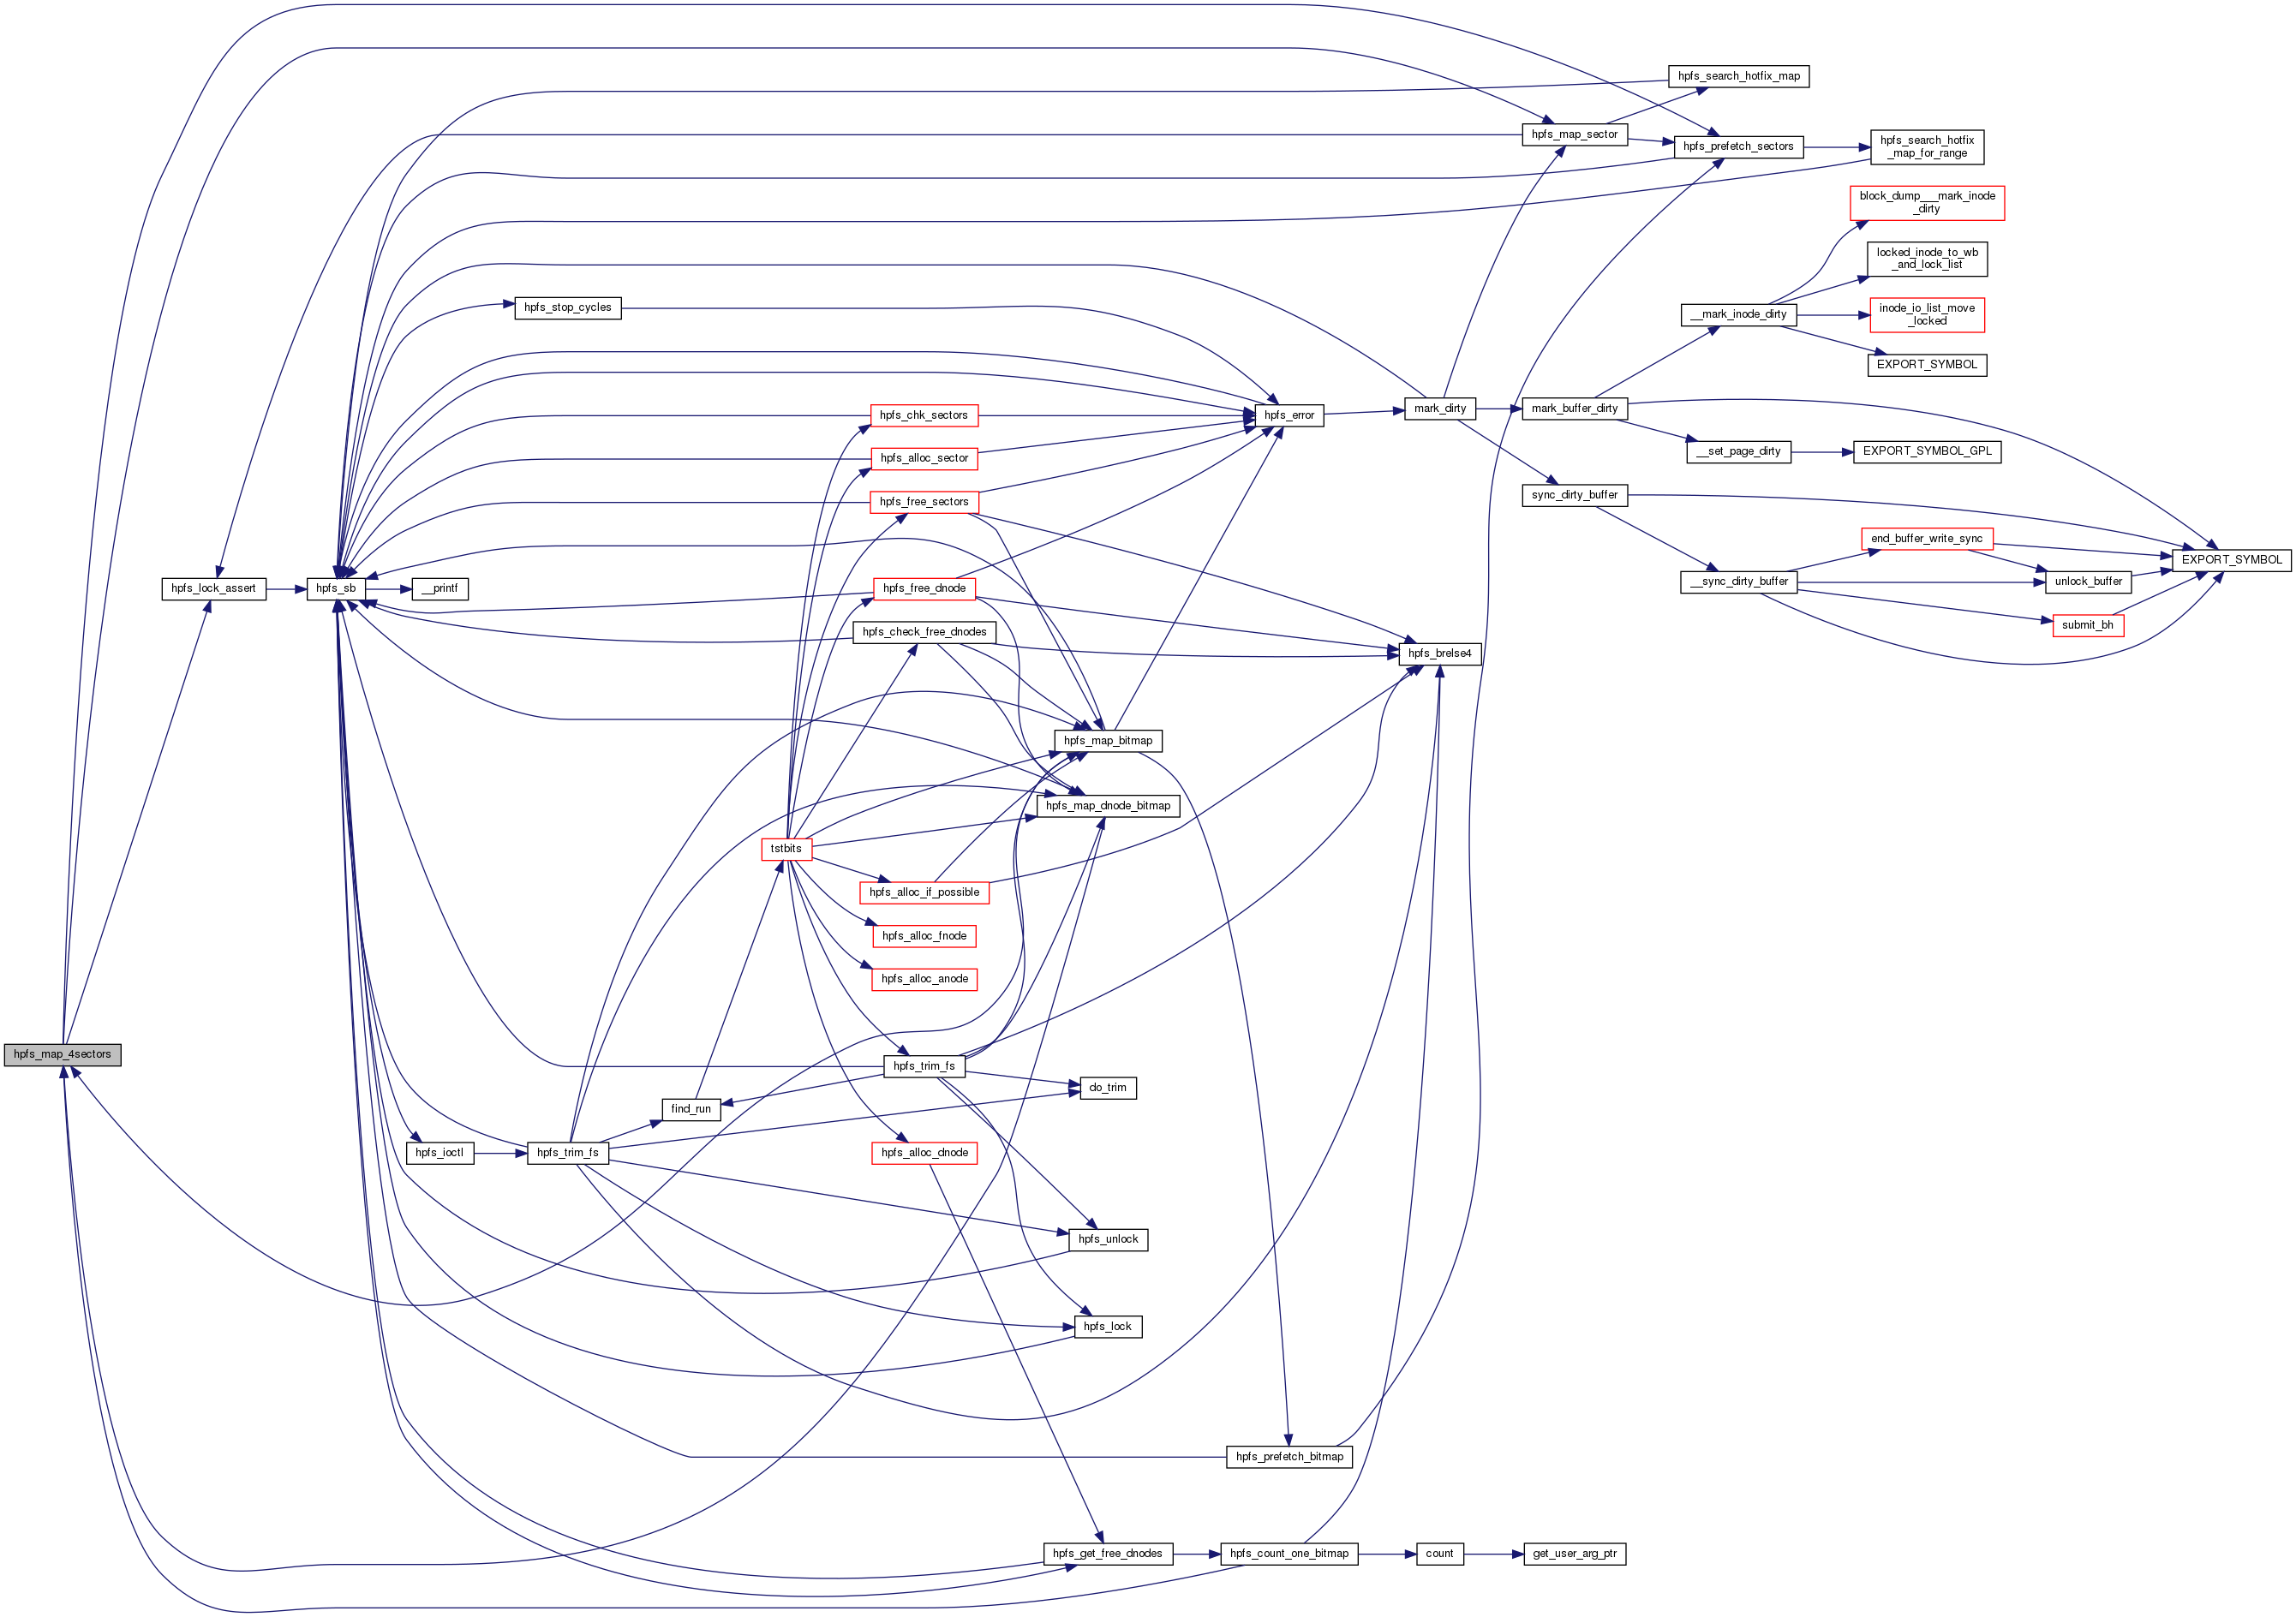 hpfs_search_hotfix_map
hpfs_map_sector
hpfs_prefetch_sectors
hpfs_search_hotfix
_map_for_range
block_dump___mark_inode
_dirty
locked_inode_to_wb
_and_lock_list
hpfs_stop_cycles
__mark_inode_dirty
inode_io_list_move
_locked
EXPORT_SYMBOL
hpfs_chk_sectors
hpfs_error
mark_dirty
mark_buffer_dirty
hpfs_alloc_sector
__set_page_dirty
EXPORT_SYMBOL_GPL
hpfs_free_sectors
sync_dirty_buffer
end_buffer_write_sync
EXPORT_SYMBOL
hpfs_lock_assert
hpfs_sb
__printf
hpfs_free_dnode
__sync_dirty_buffer
unlock_buffer
hpfs_check_free_dnodes
submit_bh
hpfs_brelse4
hpfs_map_bitmap
hpfs_map_dnode_bitmap
tstbits
hpfs_alloc_if_possible
hpfs_alloc_fnode
hpfs_alloc_anode
hpfs_map_4sectors
hpfs_trim_fs
do_trim
find_run
hpfs_ioctl
hpfs_trim_fs
hpfs_alloc_dnode
hpfs_unlock
hpfs_lock
hpfs_prefetch_bitmap
hpfs_get_free_dnodes
hpfs_count_one_bitmap
count
get_user_arg_ptr